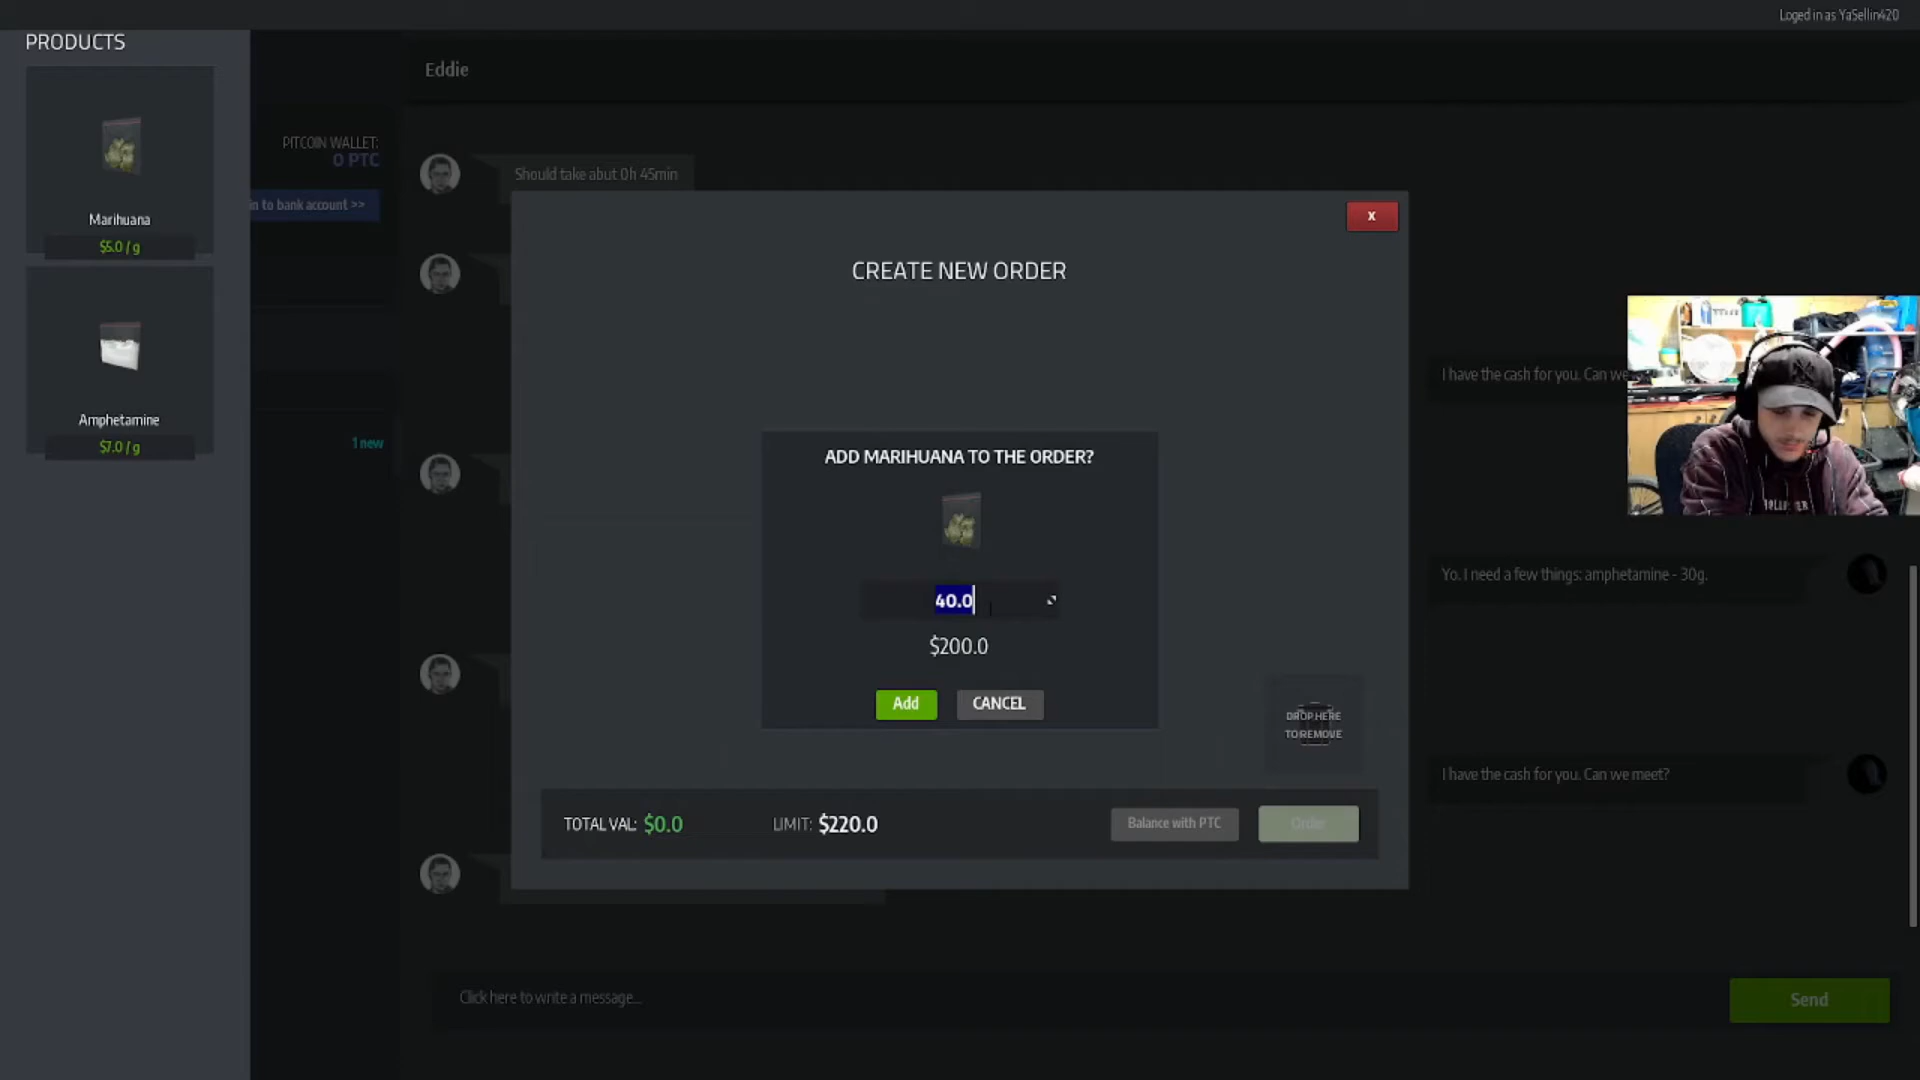 Loged in as YaSellin420
PRODUCTS
Eddie
Marihuana
$5.0 / g
Amphetamine
$7.0 / g
PITCOIN WALLET:
0 PTC
in to bank account >>
1 new
Should take abut 0h 45min
x
CREATE NEW ORDER
ADD MARIHUANA TO THE ORDER?
40.0
$200.0
Add
CANCEL
DROP HERE
TO REMOVE
TOTAL VAL: $0.0
LIMIT: $220.0
Balance with PTC
Order
I have the cash for you. Can we
Yo. I need a few things: amphetamine - 30g.
I have the cash for you. Can we meet?
Click here to write a message...
Send